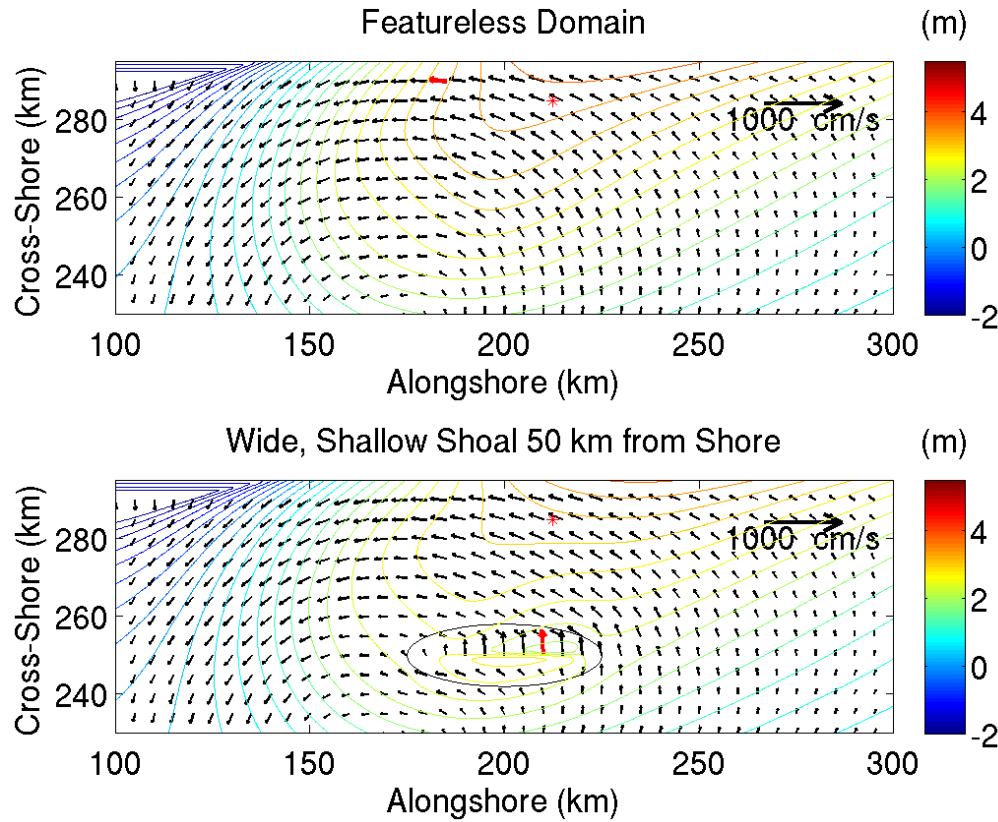 Featureless Domain (m)
Cross-Shore (km)
280
260
240
1000 cm/s
100 150 200 250 300
Alongshore (km)
4
2
0
-2
Wide, Shallow Shoal 50 km from Shore (m)
Cross-Shore (km)
280
260
240
1000 cm/s
100 150 200 250 300
Alongshore (km)
4
2
0
-2